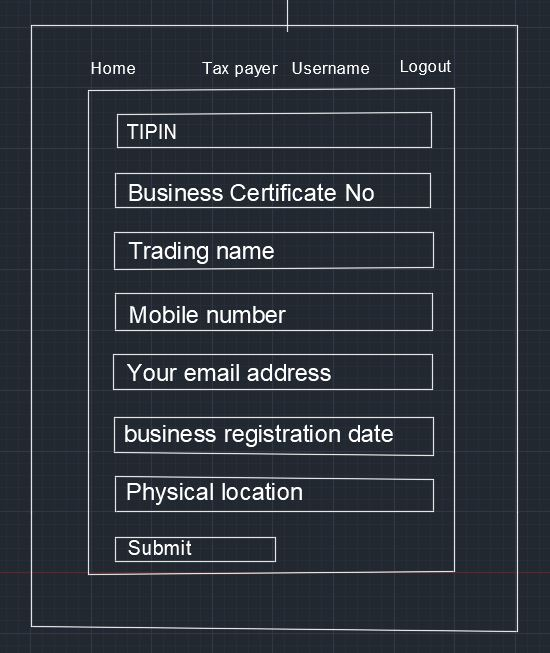 Home Tax payer Username Logout
TIPIN
Business Certificate No
Trading name
Mobile number
Your email address
business registration date
Physical location
Submit